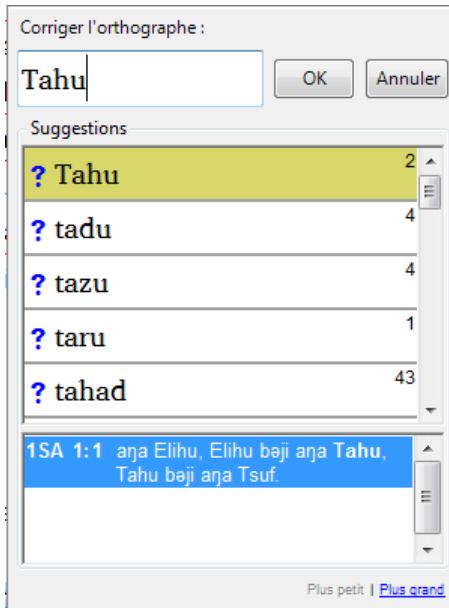 Corriger l'orthographe :
Tahu OK Annuler
Suggestions
? Tahu 2
? tadu 4
? tazu 4
? taru 1
? tahad 43
1SA 1:1 aŋa Elihu, Elihu bəji aŋa Tahu,
Tahu bəji aŋa Tsuf.
Plus petit | Plus grand